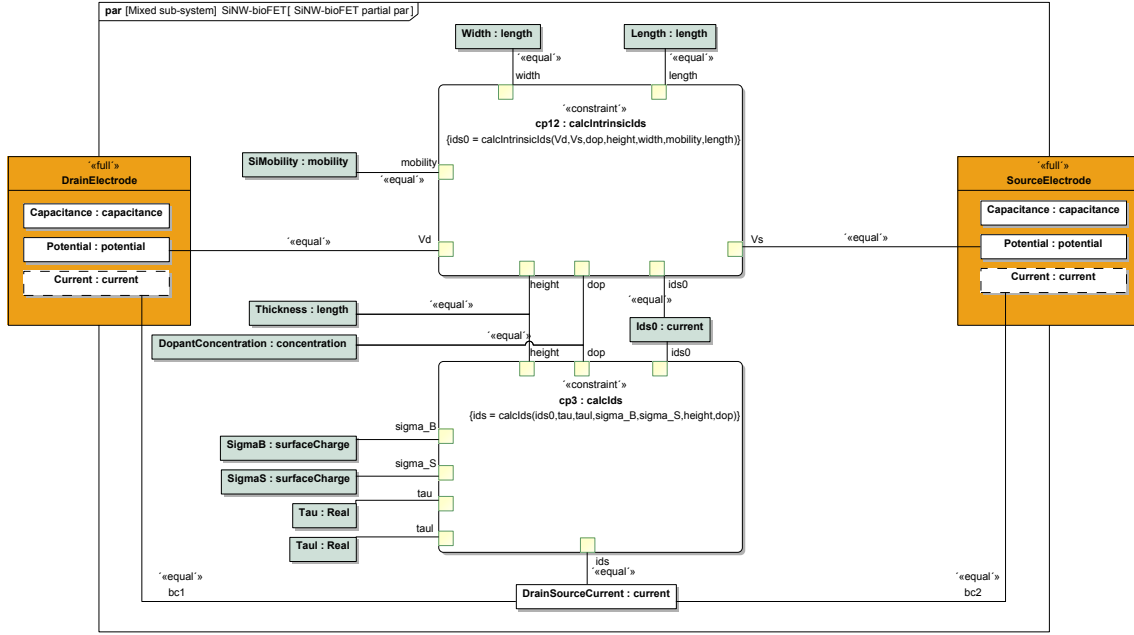 par [Mixed sub-system] SiNW-bioFET[ SiNW-bioFET partial par ]
Width : length
Length : length
´«equal´»
´«equal´»
width
length
´«constraint´»
cp12 : calcIntrinsicIds
{ids0 = calcIntrinsicIds(Vd,Vs,dop,height,width,mobility,length)}
SiMobility : mobility
mobility
´«equal´»
´«full´»
DrainElectrode
Capacitance : capacitance
Potential : potential
Current : current
´«equal´»
Vd
Vs
´«equal´»
´«full´»
SourceElectrode
Capacitance : capacitance
Potential : potential
Current : current
height
dop
ids0
´«equal´»
´«equal´»
Thickness : length
Ids0 : current
´«equal´»
DopantConcentration : concentration
height
dop
ids0
´«constraint´»
cp3 : calcIds
{ids = calcIds(ids0,tau,taul,sigma_B,sigma_S,height,dop)}
sigma_B
SigmaB : surfaceCharge
sigma_S
SigmaS : surfaceCharge
tau
Tau : Real
taul
Taul : Real
ids
´«equal´»
´«equal´»
bc1
DrainSourceCurrent : current
´«equal´»
bc2